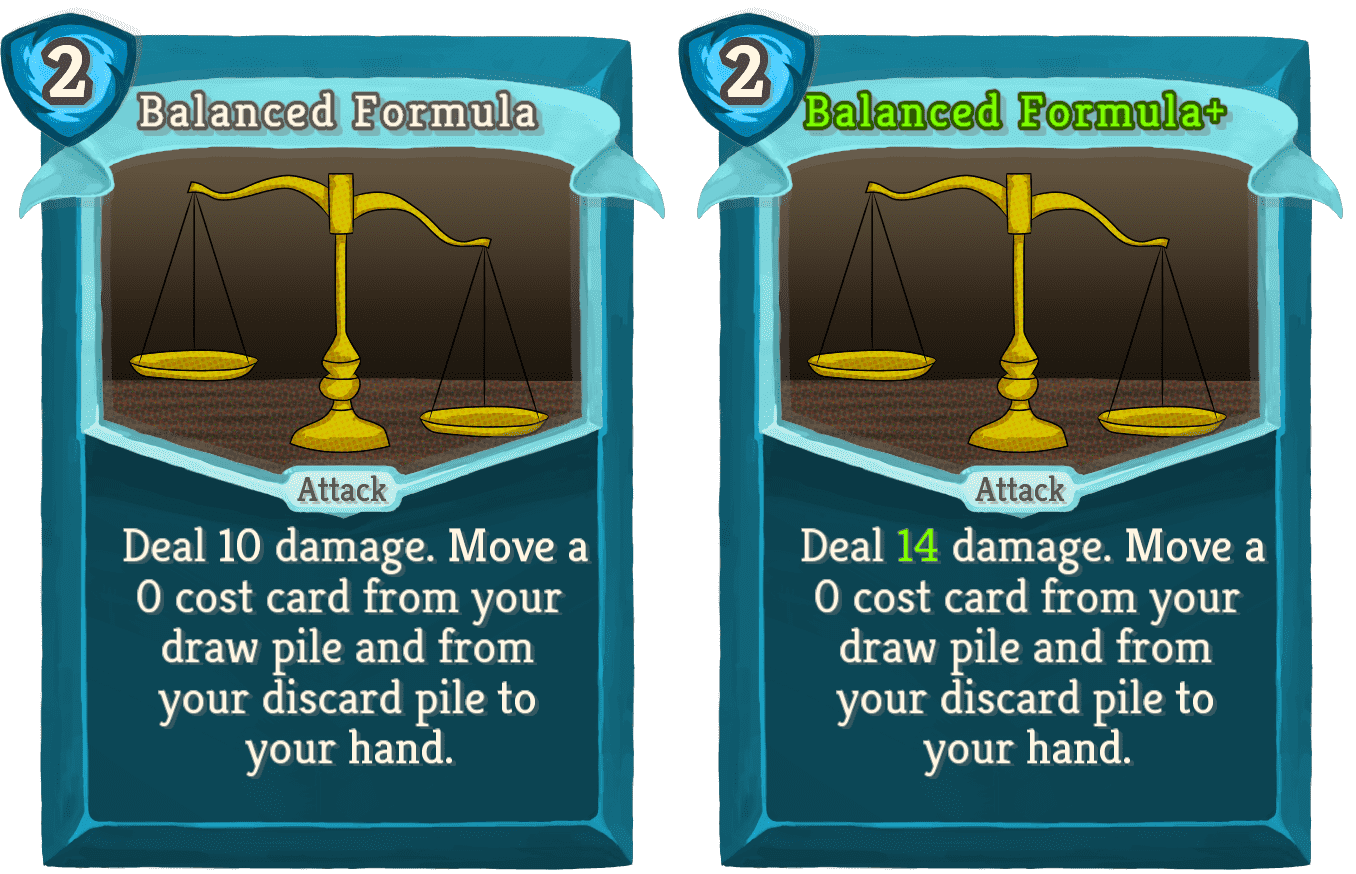 2
Balanced Formula
Attack
Deal 10 damage. Move a
0 cost card from your
draw pile and from
your discard pile to
your hand.
2
Balanced Formula+
Attack
Deal 14 damage. Move a
0 cost card from your
draw pile and from
your discard pile to
your hand.